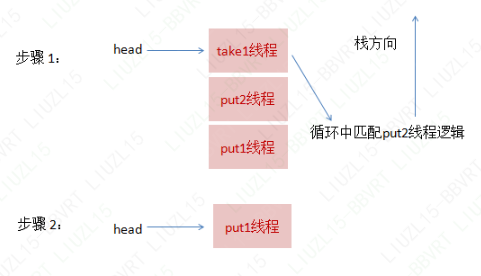 步骤 1:
head
take1线程
put2线程
put1线程
栈方向
循环中匹配put2线程逻辑
步骤 2:
head
put1线程